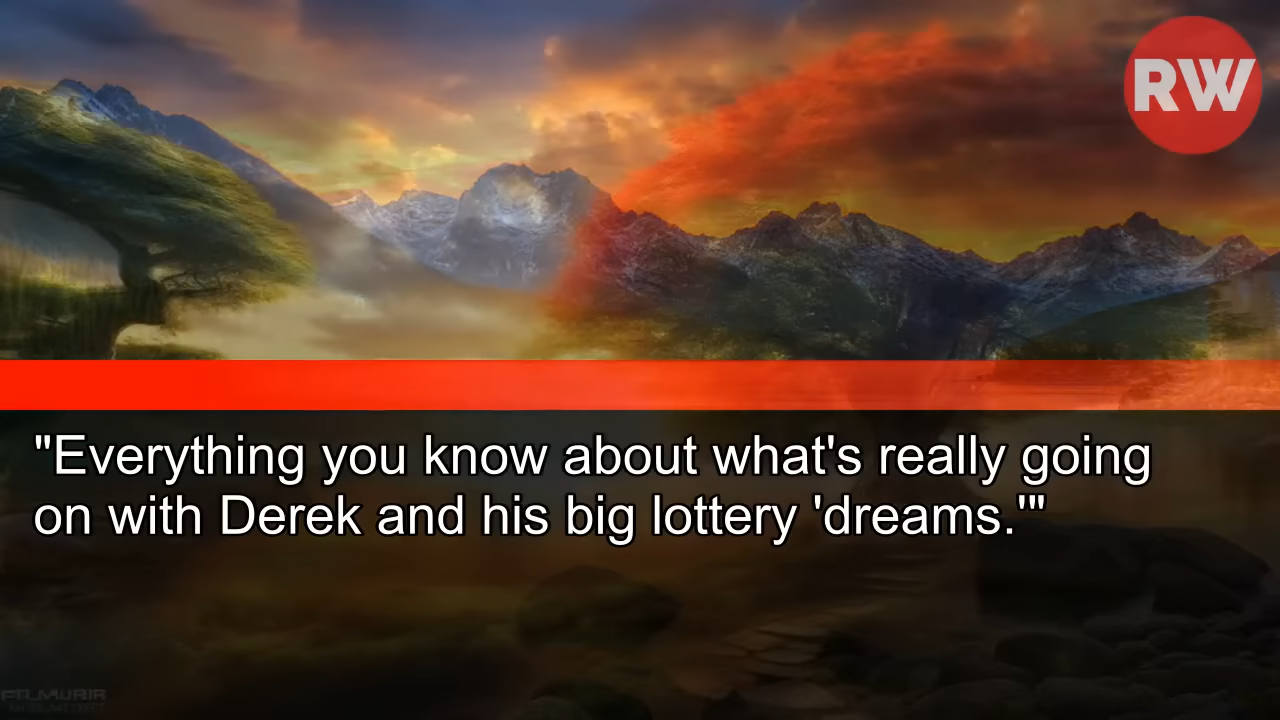 RW
"Everything you know about what's really going
on with Derek and his big lottery 'dreams.'"